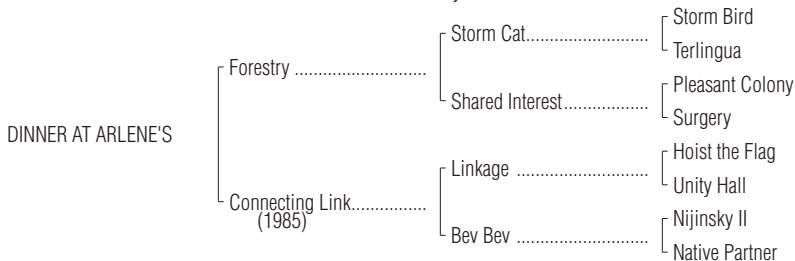 Storm Bird
Storm Cat..............................
Terlingua
Forestry ............................
Pleasant Colony
Shared Interest.....................
Surgery
DINNER AT ARLENE'S
Hoist the Flag
Linkage ................................
Unity Hall
Connecting Link................
(1985)
Nijinsky II
Bev Bev ................................
Native Partner